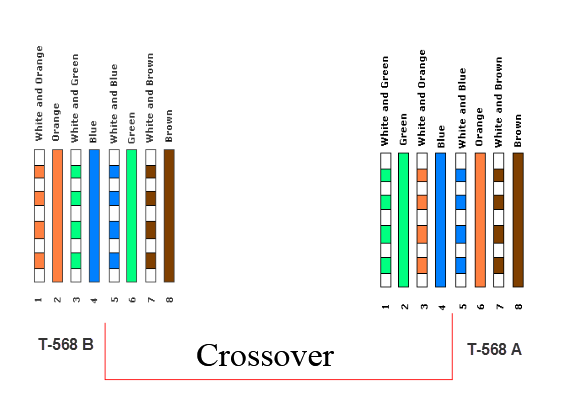 White and Orange
Orange
White and Green
Blue
White and Blue
Green
White and Brown
Brown
1 2 3 4 5 6 7 8
T-568 B
White and Green
Green
White and Orange
Blue
White and Blue
Orange
White and Brown
Brown
1 2 3 4 5 6 7 8
T-568 A
Crossover